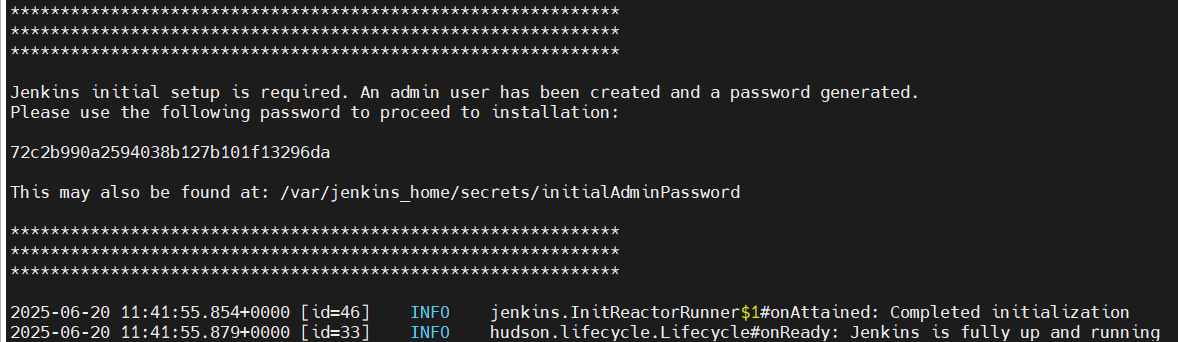 *************************************************************
*************************************************************
*************************************************************
Jenkins initial setup is required. An admin user has been created and a password generated.
Please use the following password to proceed to installation:
72c2b990a2594038b127b101f13296da
This may also be found at: /var/jenkins_home/secrets/initialAdminPassword
*************************************************************
*************************************************************
*************************************************************
2025-06-20 11:41:55.854+0000 [id=46]    INFO    jenkins.InitReactorRunner$1#onAttained: Completed initialization
2025-06-20 11:41:55.879+0000 [id=33]    INFO    hudson.lifecycle.Lifecycle#onReady: Jenkins is fully up and running